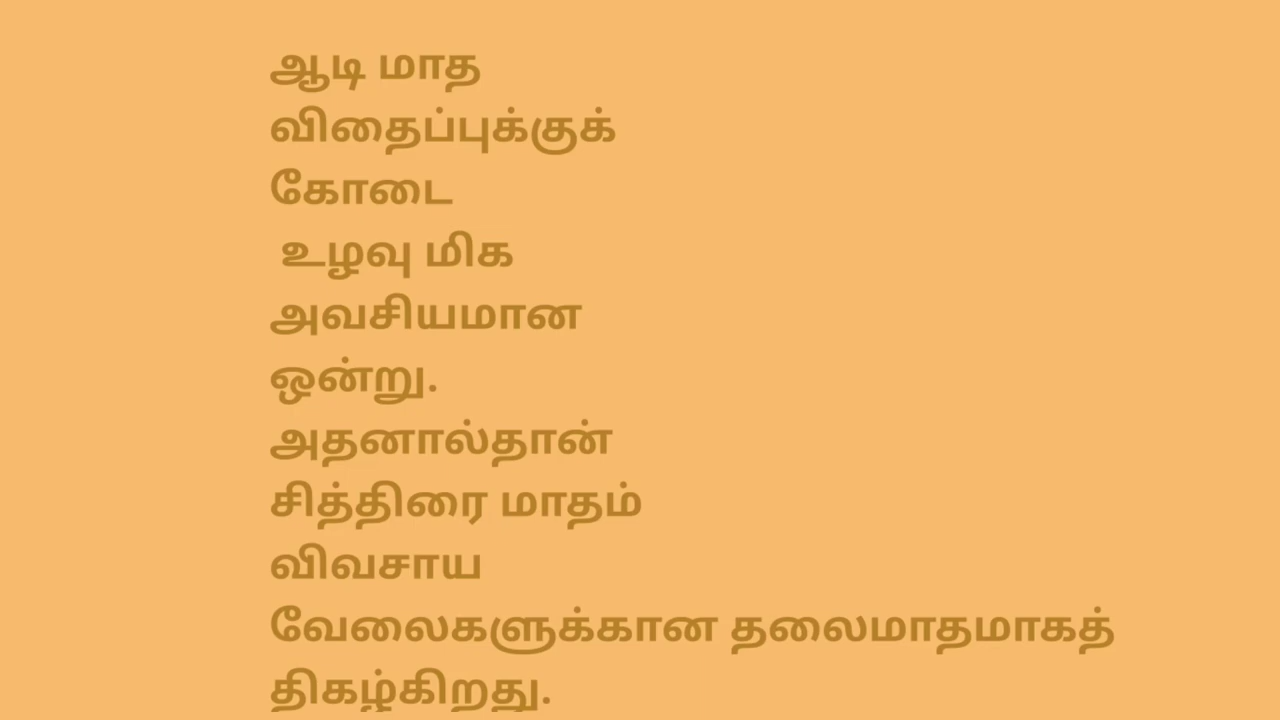 ஆடி மாத
விதைப்புக்குக்
கோடை
உழவு மிக
அவசியமான
ஒன்று.
அதனால்தான்
சித்திரை மாதம்
விவசாய
வேலைகளுக்கான தலைமாதமாகத்
திகழ்கிறது.